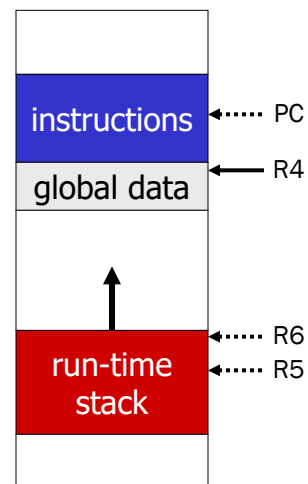 instructions
PC
R4
global data
R6
run-time
R5
stack